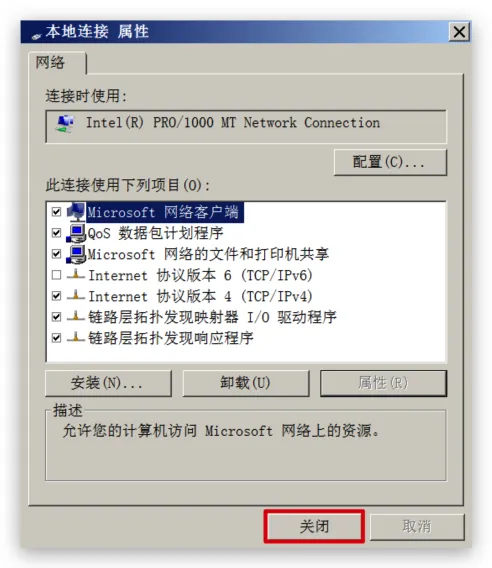 本地连接 属性
网络
连接时使用:
Intel(R) PRO/1000 MT Network Connection
配置(C)...
此连接使用下列项目(O):
Microsoft 网络客户端
QoS 数据包计划程序
Microsoft 网络的文件和打印机共享
Internet 协议版本 6 (TCP/IPv6)
Internet 协议版本 4 (TCP/IPv4)
链路层拓扑发现映射器 I/O 驱动程序
链路层拓扑发现响应程序
安装(N)... 卸载(U) 属性(R)
描述
允许您的计算机访问 Microsoft 网络上的资源。
关闭 取消